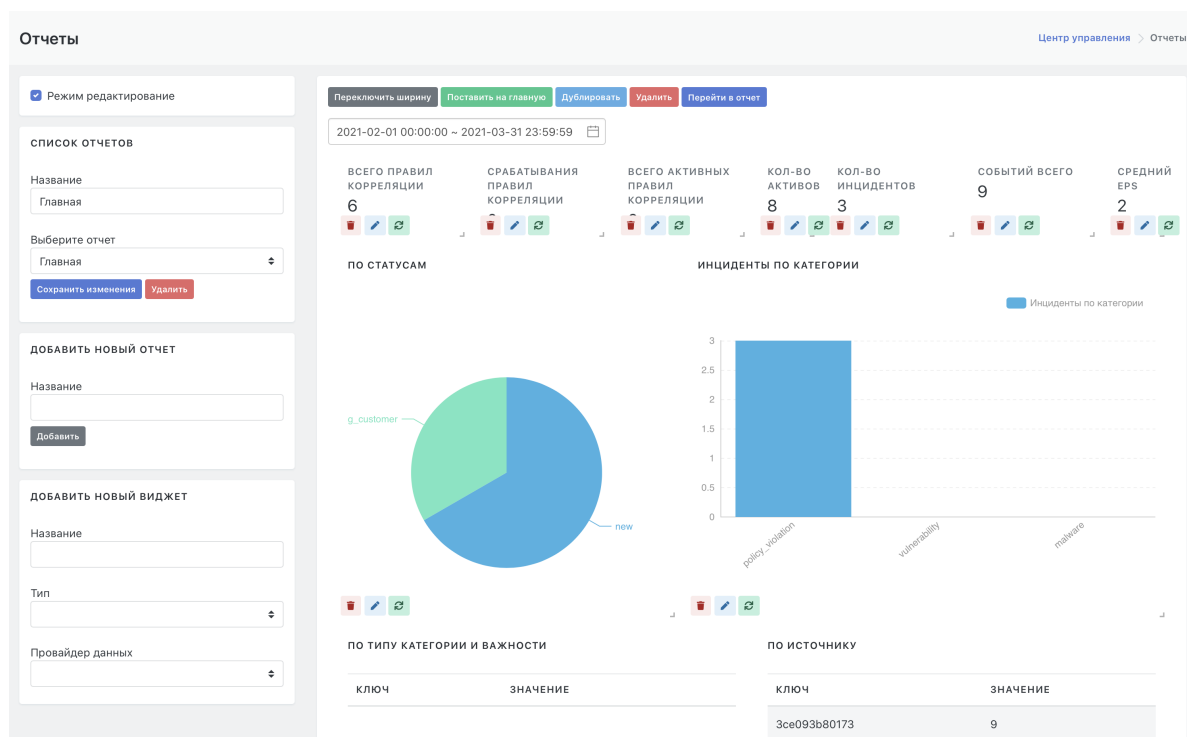 Отчеты
Центр управления > Отчеты
Режим редактирование
СПИСОК ОТЧЕТОВ
Название
Главная
Выберите отчет
Главная
Сохранить изменения Удалить
ДОБАВИТЬ НОВЫЙ ОТЧЕТ
Название
Добавить
ДОБАВИТЬ НОВЫЙ ВИДЖЕТ
Название
Тип
Провайдер данных
Переключить ширину Поставить на главную Дублировать Удалить Перейти в отчет
2021-02-01 00:00:00 ~ 2021-03-31 23:59:59
ВСЕГО ПРАВИЛ
КОРРЕЛЯЦИИ
6
СРАБАТЫВАНИЯ
ПРАВИЛ
КОРРЕЛЯЦИИ
ВСЕГО АКТИВНЫХ
ПРАВИЛ
КОРРЕЛЯЦИИ
КОЛ-ВО
АКТИВОВ
8
КОЛ-ВО
ИНЦИДЕНТОВ
3
СОБЫТИЙ ВСЕГО
9
СРЕДНИЙ
EPS
2
ПО СТАТУСАМ
g_customer
new
ИНЦИДЕНТЫ ПО КАТЕГОРИИ
Инциденты по категории
3
2.5
2
1.5
1
0.5
0
policy_violation
vulnerability
malware
ПО ТИПУ КАТЕГОРИИ И ВАЖНОСТИ
КЛЮЧ ЗНАЧЕНИЕ
ПО ИСТОЧНИКУ
КЛЮЧ ЗНАЧЕНИЕ
3ce093b80173 9